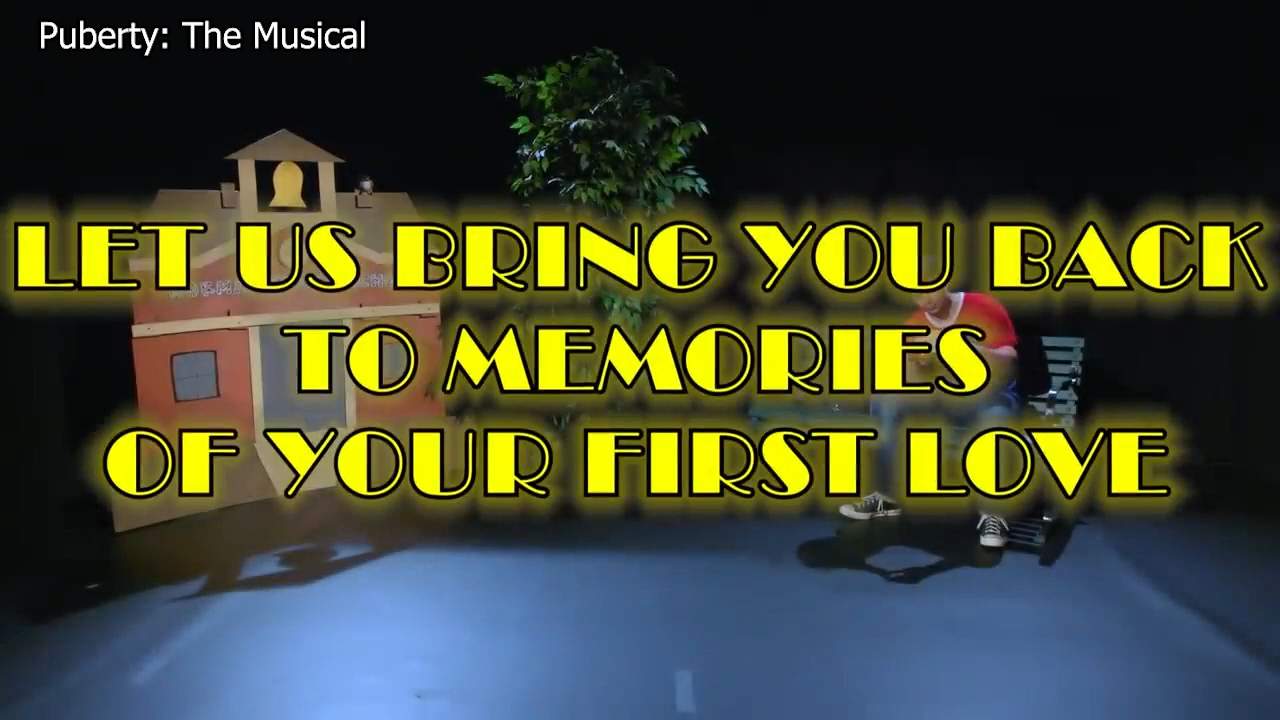 Puberty: The Musical
LET US BRING YOU BACK
TO MEMORIES
OF YOUR FIRST LOVE